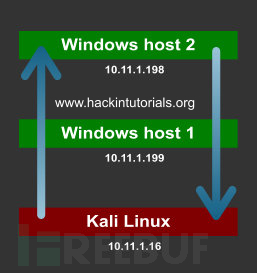 Windows host 2
10.11.1.198
www.hackintutorials.org
Windows host 1
10.11.1.199
Kali Linux
10.11.1.16
FREEBUF